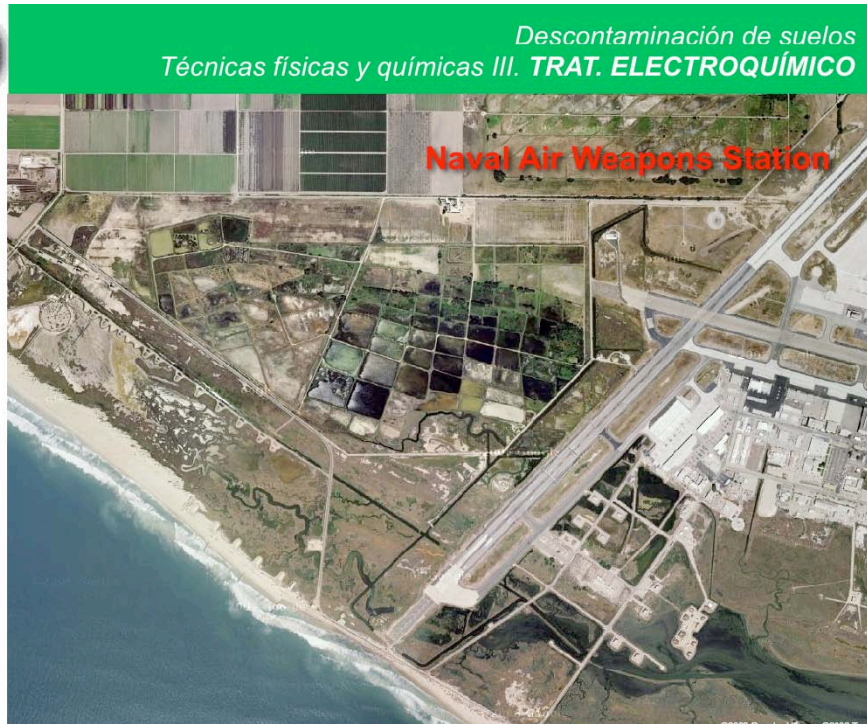 Descontaminación de suelos
Técnicas físicas y químicas III. TRAT. ELECTROQUÍMICO
Naval Air Weapons Station